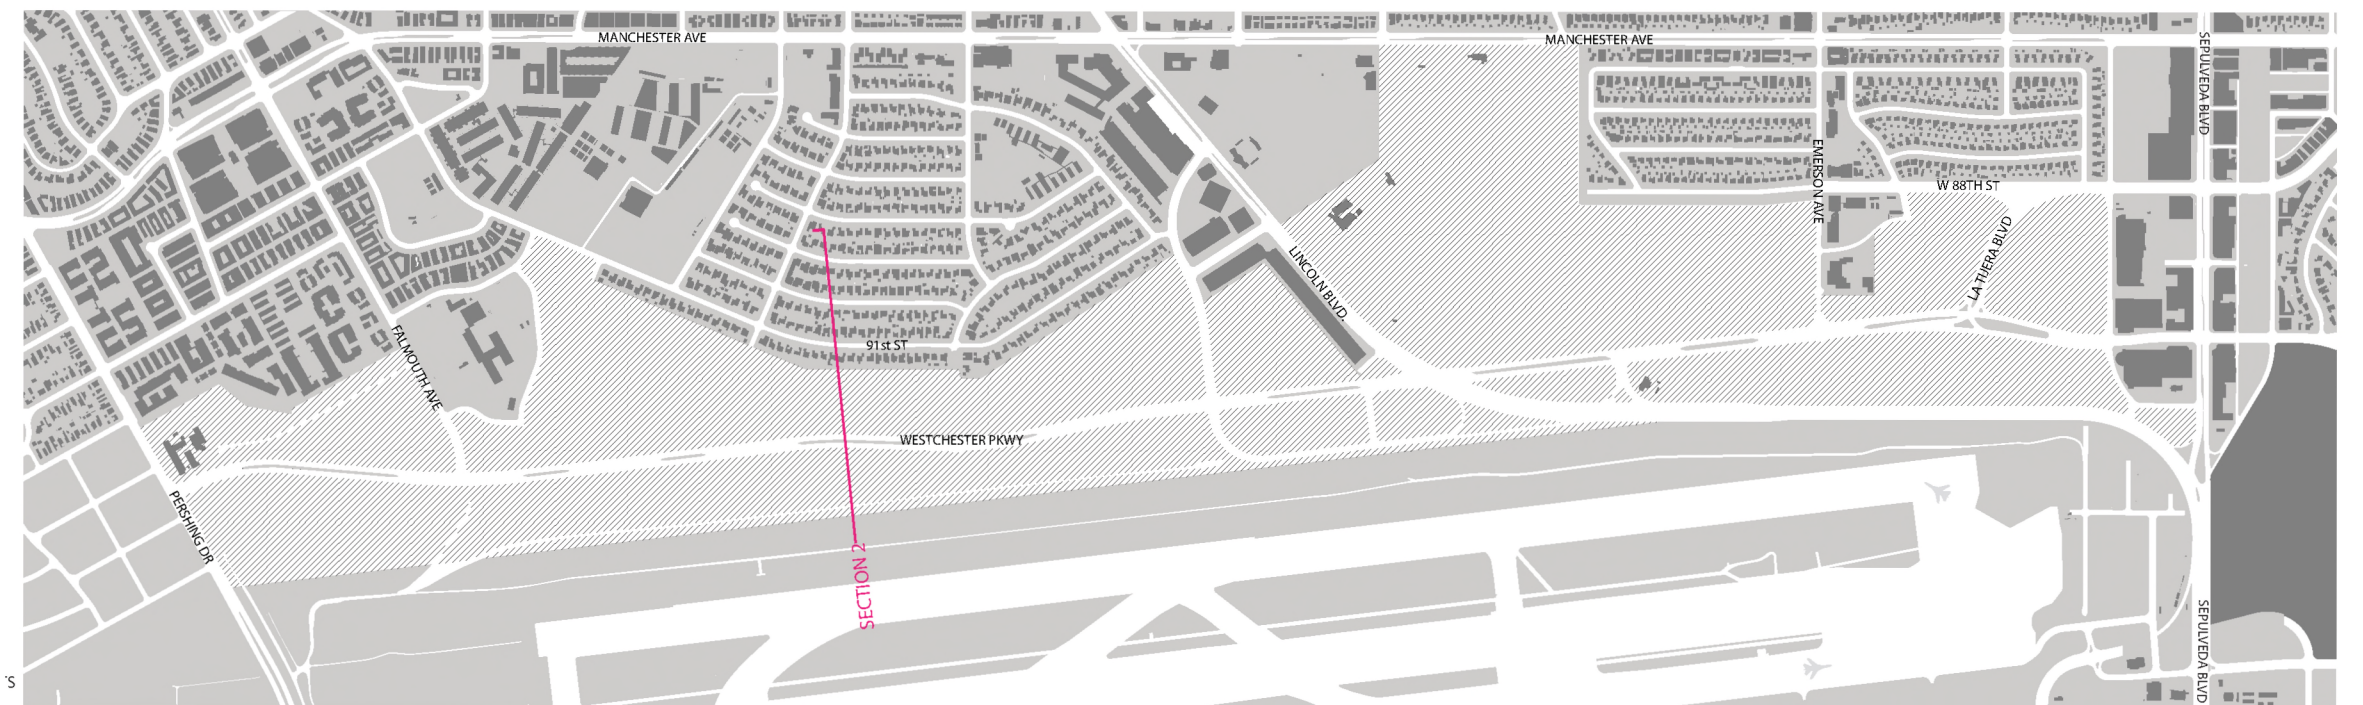 MANCHESTER AVE
MANCHESTER AVE
SEPULVEDA BLVD
EMERSON AVE
W 88TH ST
LINCOLN BLVD.
LA TIJERA BLVD
FALMOUTH AVE
91st ST
WESTCHESTER PKWY
PERSHING DR
SECTION 2
SEPULVEDA BLVD
'S